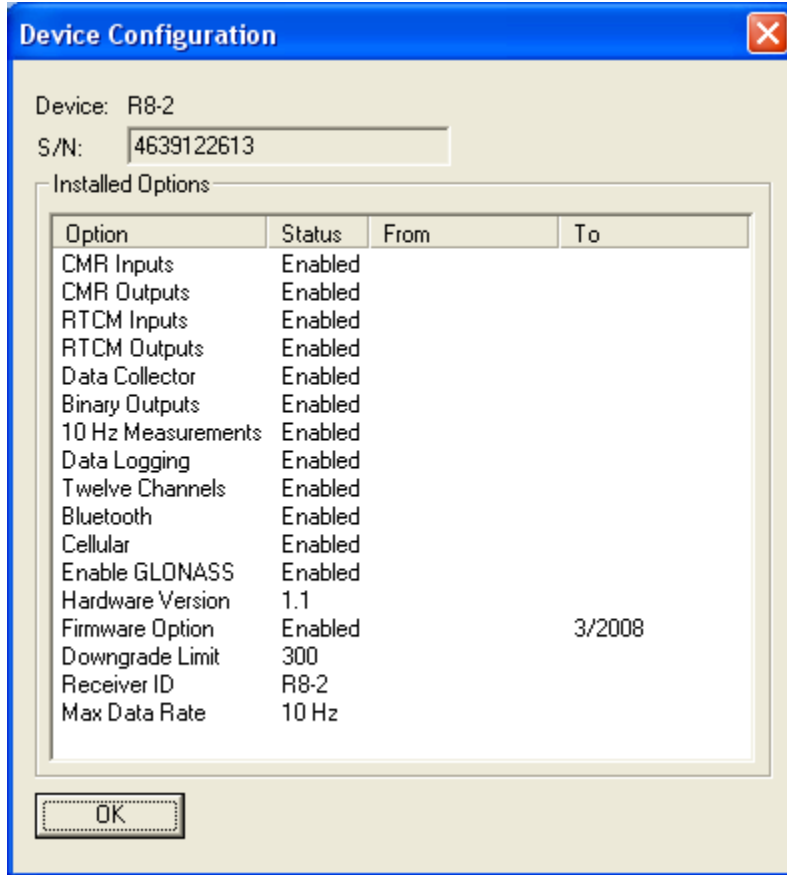 Device Configuration
Device: R8-2
S/N: 4639122613
Installed Options
Option Status From To
CMR Inputs Enabled
CMR Outputs Enabled
RTCM Inputs Enabled
RTCM Outputs Enabled
Data Collector Enabled
Binary Outputs Enabled
10 Hz Measurements Enabled
Data Logging Enabled
Twelve Channels Enabled
Bluetooth Enabled
Cellular Enabled
Enable GLONASS Enabled
Hardware Version 1.1
Firmware Option Enabled 3/2008
Downgrade Limit 300
Receiver ID R8-2
Max Data Rate 10 Hz
OK